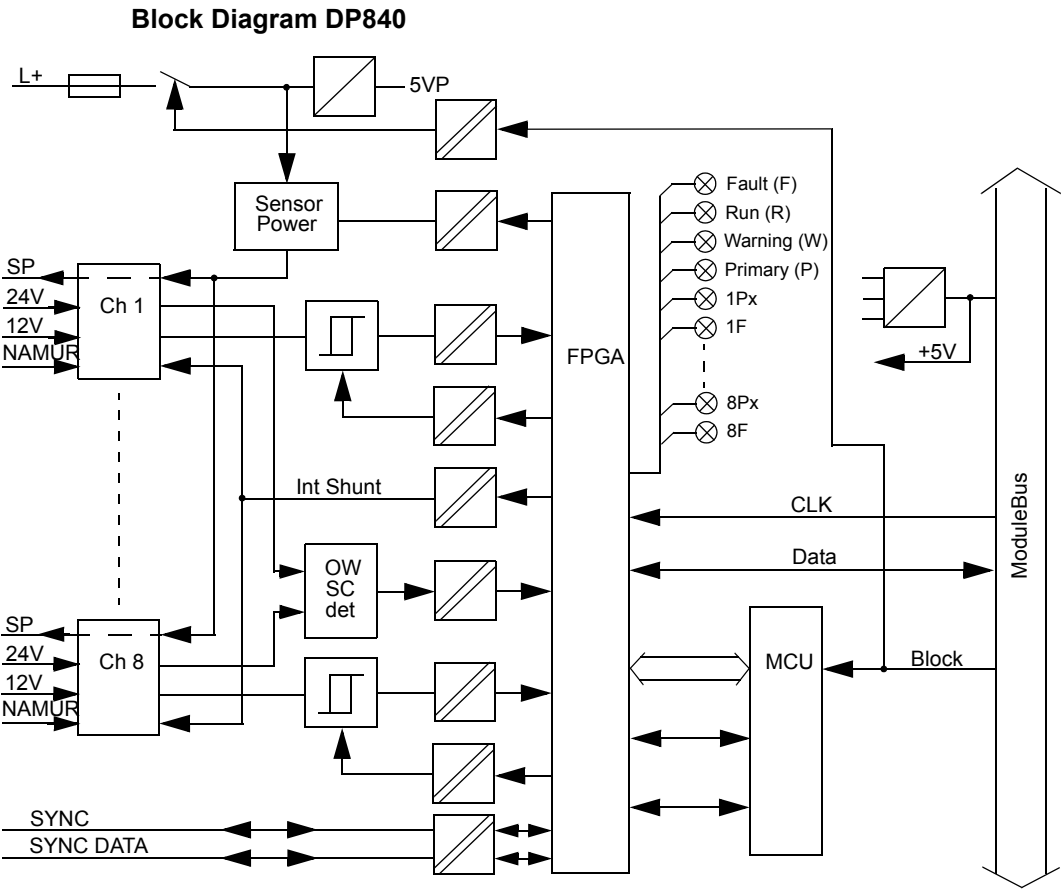 Block Diagram DP840
L+
5VP
Sensor
Power
Fault (F)
Run (R)
Warning (W)
Primary (P)
1Px
1F
8Px
8F
SP
24V
12V
NAMUR
Ch 1
FPGA
+5V
Int Shunt
CLK
Data
ModuleBus
OW
SC
det
SP
24V
12V
NAMUR
Ch 8
MCU
Block
SYNC
SYNC DATA